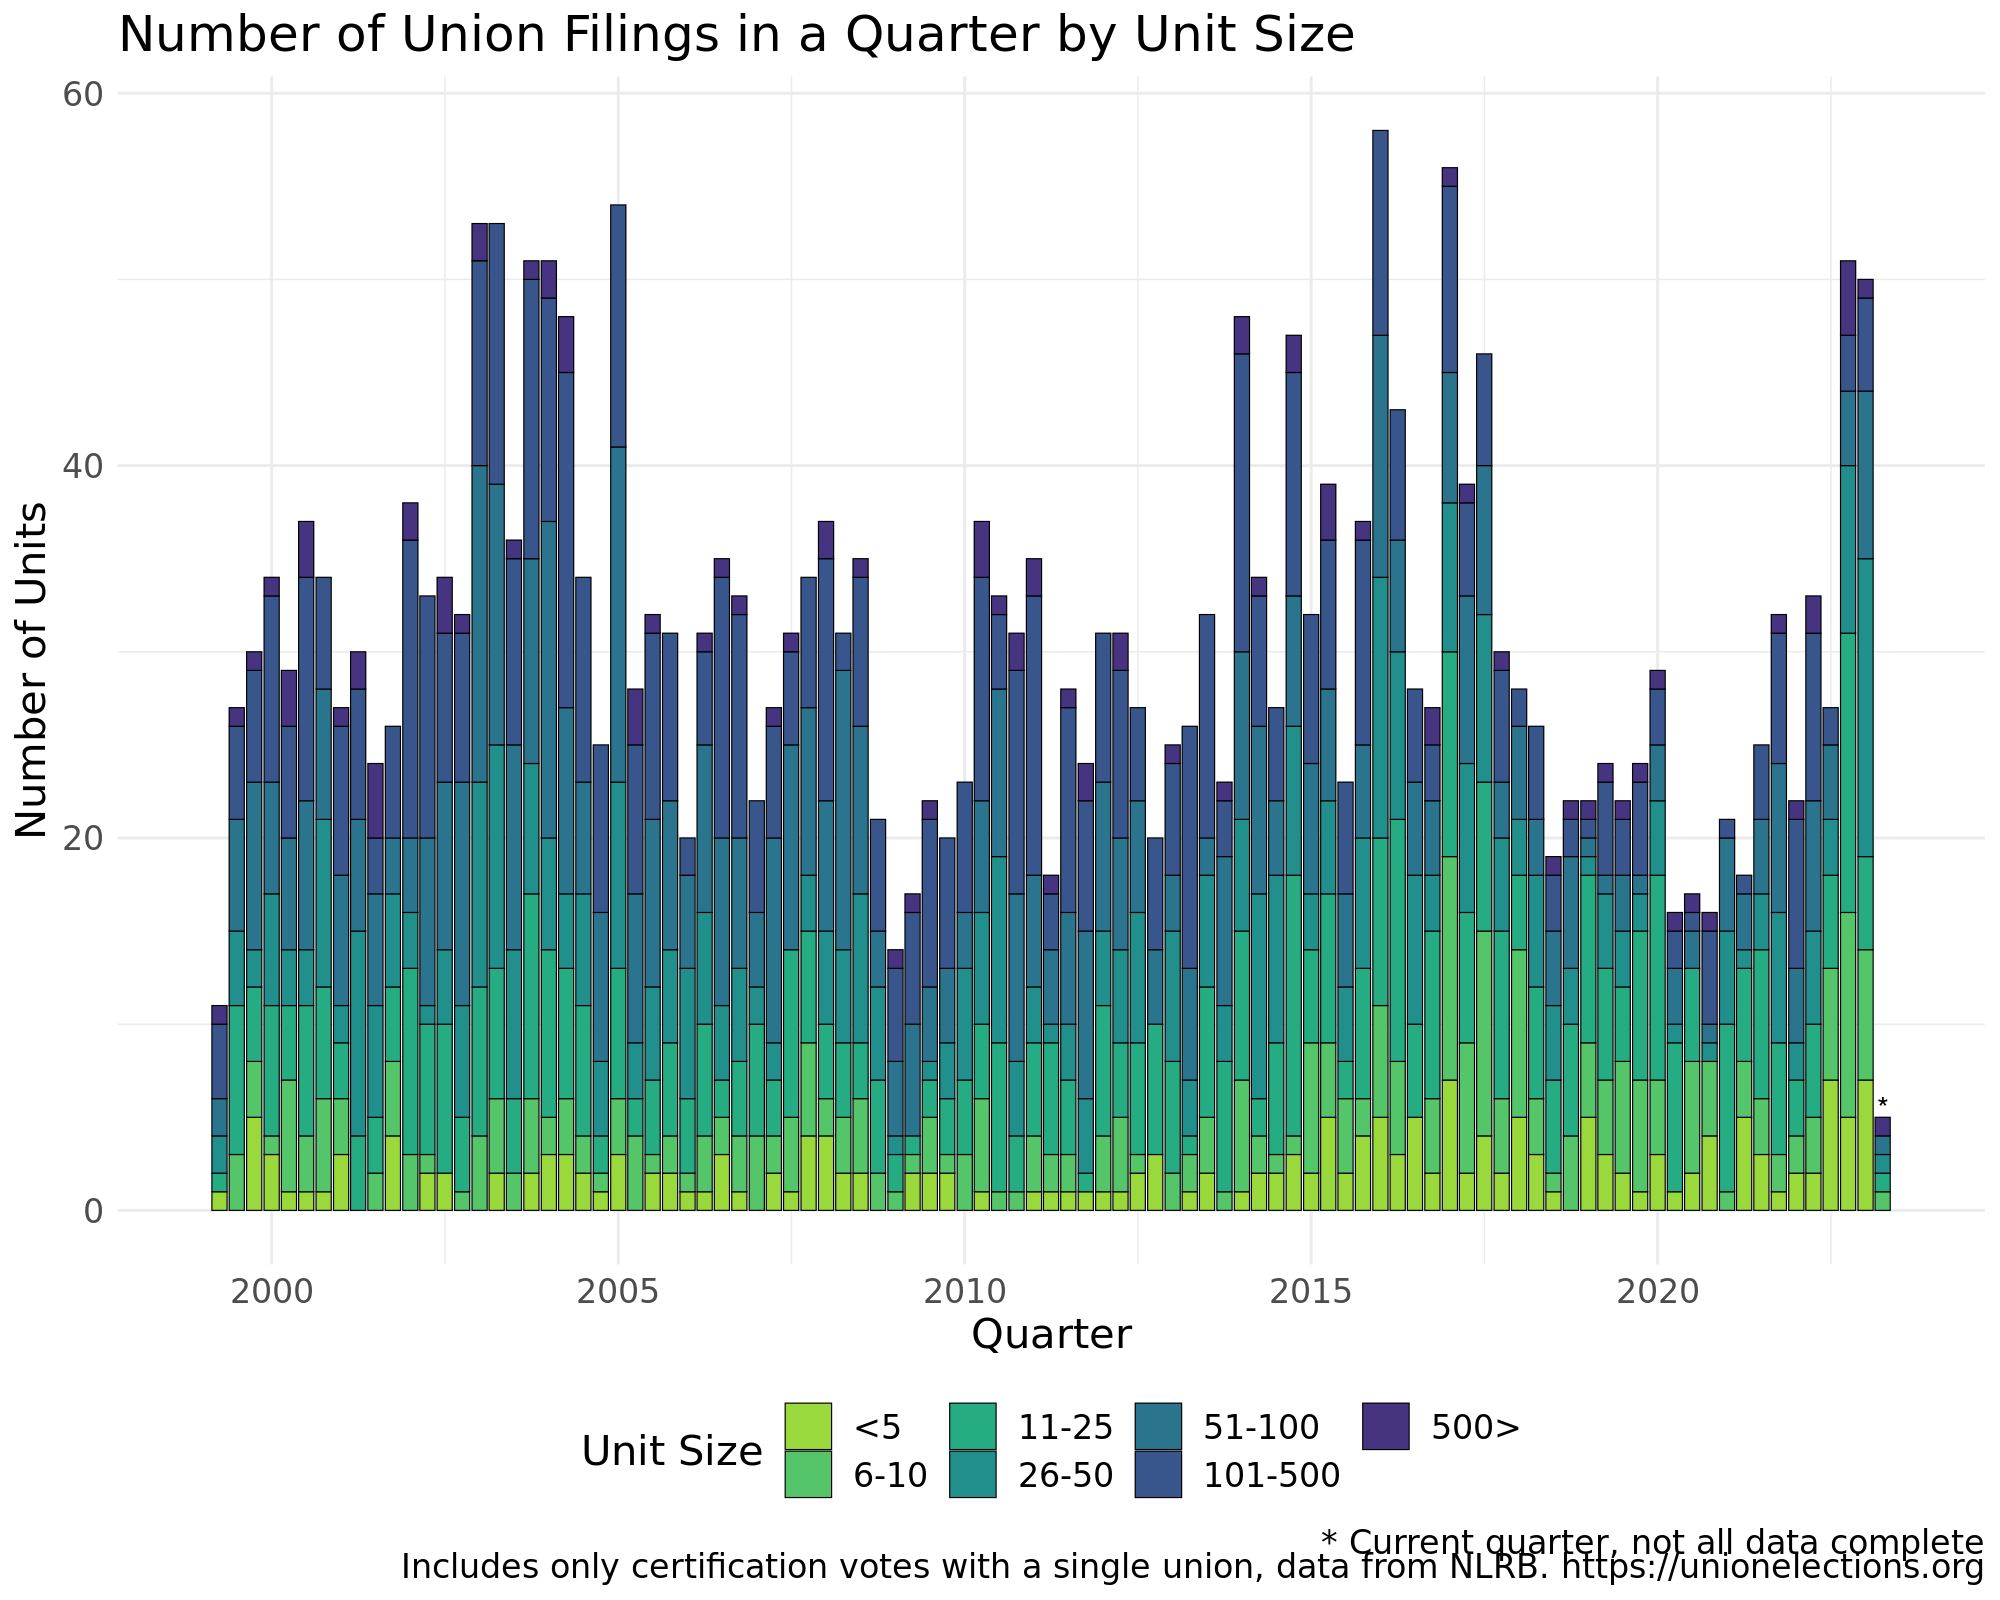 Number of Union Filings in a Quarter by Unit Size
60
40
20
0
Number of Units
*
2000 2005 2010 2015 2020
Quarter
Unit Size
<5 11-25 51-100 500>
6-10 26-50 101-500
* Current quarter, not all data complete
Includes only certification votes with a single union, data from NLRB. https://unionelections.org